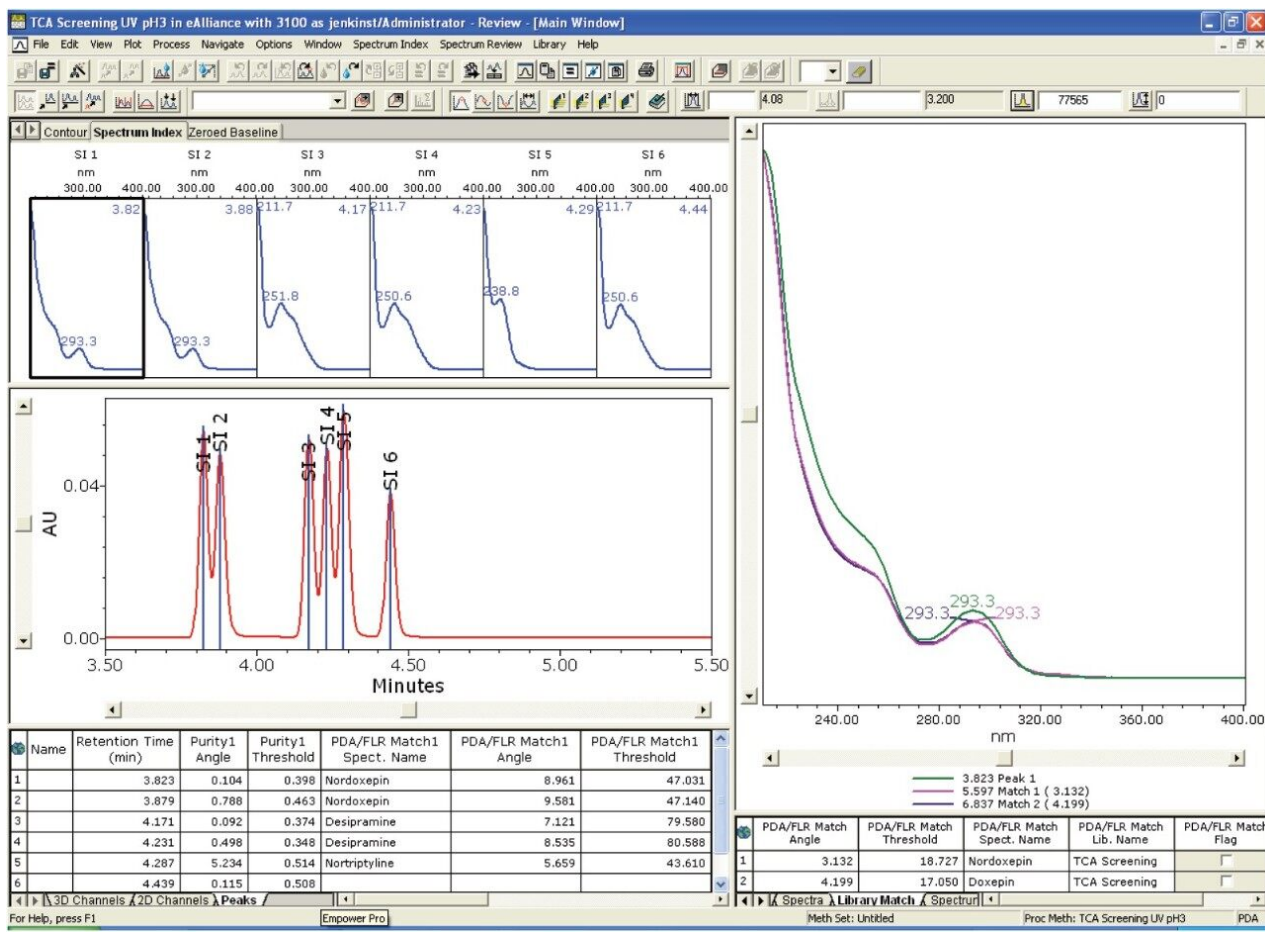 TCA Screening UV pH3 in eAlliance with 3100 as jenkinst/Administrator - Review - [Main Window]
File Edit View Plot Process Navigate Options Window Spectrum Index Spectrum Review Library Help
4.08 3.200 77565 0
Contour Spectrum Index Zeroed Baseline
SI 1 SI 2 SI 3 SI 4 SI 5 SI 6
nm nm nm nm nm nm
300.00 400.00 300.00 400.00 300.00 400.00 300.00 400.00 300.00 400.00 300.00 400.00
3.82 3.88 211.7 4.17 211.7 4.23 4.29 211.7 4.44
251.8 250.6 238.8 250.6
293.3 293.3
SI 1 SI 2 SI 3 SI 4 SI 5 SI 6
AU
0.04
0.00
3.50 4.00 4.50 5.00 5.50
Minutes
Name Retention Time (min) Purity1 Angle Purity1 Threshold PDA/FLR Match1 Spect. Name PDA/FLR Match1 Angle PDA/FLR Match1 Threshold
1 3.823 0.104 0.398 Nordoxepin 8.961 47.031
2 3.879 0.788 0.463 Nordoxepin 9.581 47.140
3 4.171 0.092 0.374 Desipramine 7.121 79.580
4 4.231 0.498 0.348 Desipramine 8.535 80.588
5 4.287 5.234 0.514 Nortriptyline 5.659 43.610
6 4.439 0.115 0.508
3D Channels 2D Channels Peaks
293.3 293.3 293.3
240.00 280.00 320.00 360.00 400.00
nm
3.823 Peak 1
5.597 Match 1 ( 3.132)
6.837 Match 2 ( 4.199)
PDA/FLR Match Angle PDA/FLR Match Threshold PDA/FLR Match Spect. Name PDA/FLR Match Lib. Name PDA/FLR Match Flag
1 3.132 18.727 Nordoxepin TCA Screening
2 4.199 17.050 Doxepin TCA Screening
Spectra Library Match Spectrur
For Help, press F1 Empower Pro Meth Set: Untitled Proc Meth: TCA Screening UV pH3 PDA